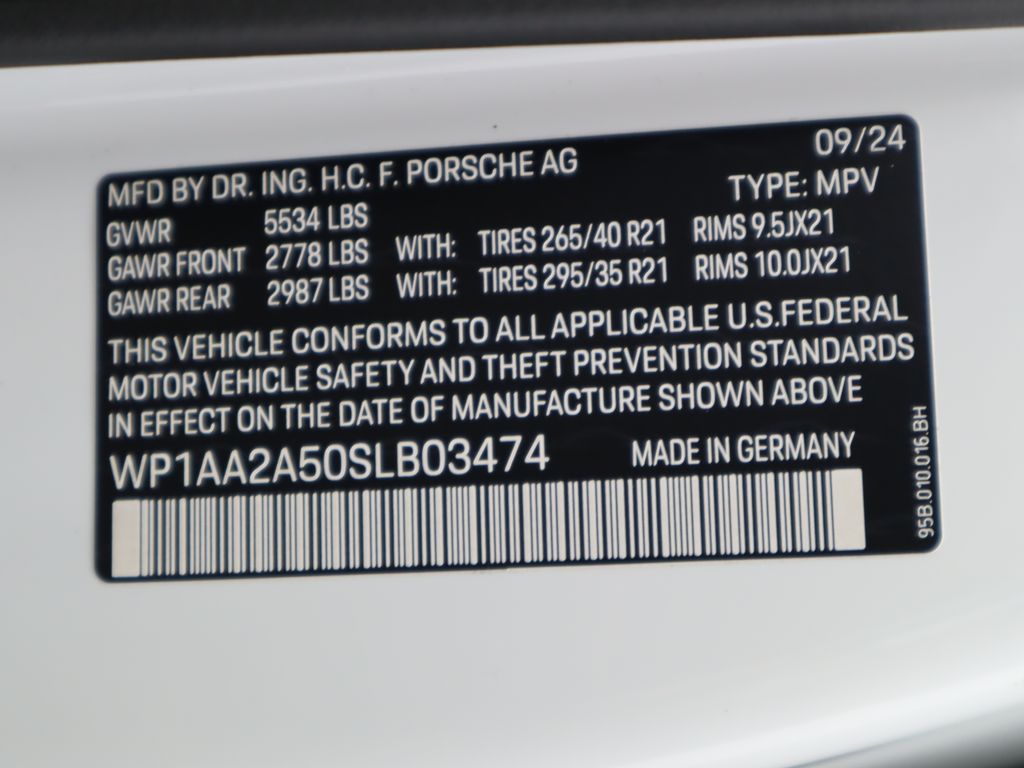 09/24
MFD BY DR. ING. H.C. F. PORSCHE AG
TYPE: MPV
GVWR 5534 LBS
GAWR FRONT 2778 LBS WITH: TIRES 265/40 R21 RIMS 9.5JX21
GAWR REAR 2987 LBS WITH: TIRES 295/35 R21 RIMS 10.0JX21
THIS VEHICLE CONFORMS TO ALL APPLICABLE U.S.FEDERAL
MOTOR VEHICLE SAFETY AND THEFT PREVENTION STANDARDS
IN EFFECT ON THE DATE OF MANUFACTURE SHOWN ABOVE
WP1AA2A50SLB03474 MADE IN GERMANY
95B.010.016.BH